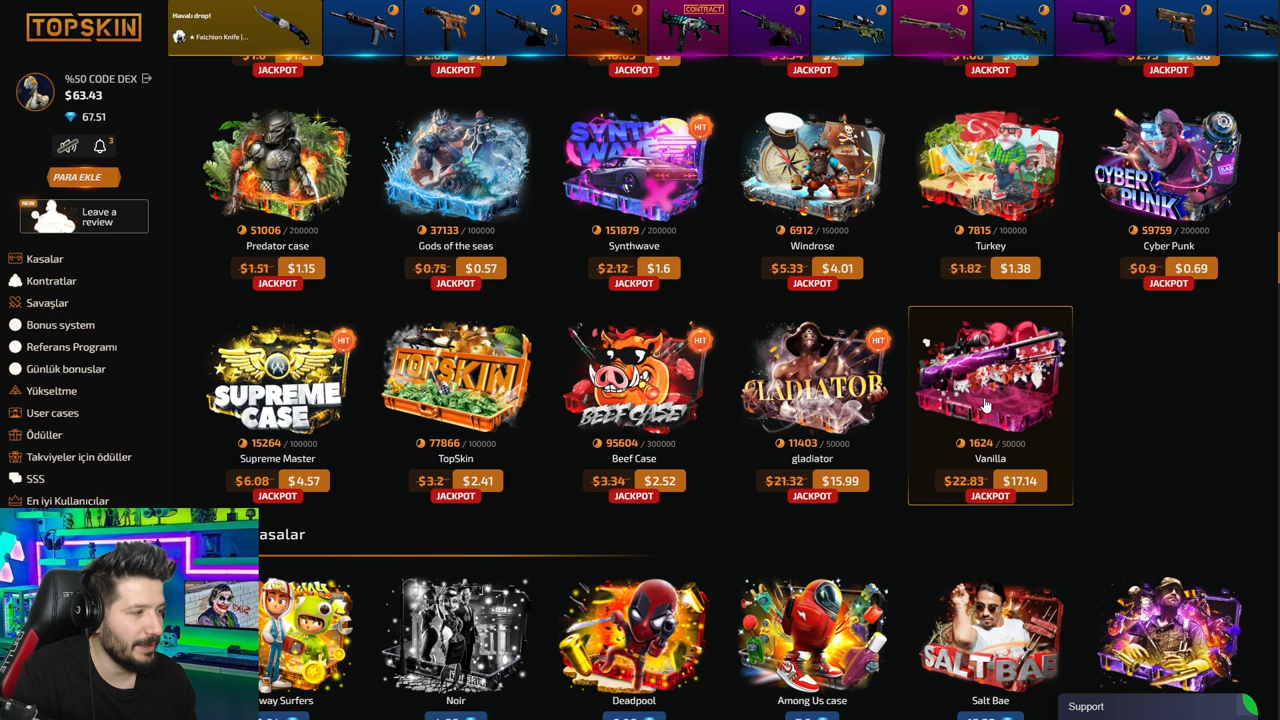 TOPSKIN
Havalı drop!
★ Falchion Knife |...
CONTRACT
%50 CODE DEX
$63.43
67.51
3
PARA EKLE
NEW
Leave a
review
Kasalar
Kontratlar
Savaşlar
Bonus system
Referans Programı
Günlük bonuslar
Yükseltme
User cases
Ödüller
Takviyeler için ödüller
SSS
En iyi Kullanıcılar
JACKPOT JACKPOT JACKPOT JACKPOT JACKPOT JACKPOT
SYNTH
WAVE
HIT
CYBER
PUNK
51006 / 200000
37133 / 100000
151879 / 200000
6912 / 150000
7815 / 100000
59759 / 200000
Predator case
Gods of the seas
Synthwave
Windrose
Turkey
Cyber Punk
$1.51 $1.15
$0.75 $0.57
$2.12 $1.6
$5.33 $4.01
$1.82 $1.38
$0.9 $0.69
JACKPOT JACKPOT JACKPOT JACKPOT JACKPOT
HIT
SUPREME
CASE
TOPSKIN
HIT
BEEF CASE
HIT
GLADIATOR
15264 / 100000
77866 / 100000
95604 / 300000
11403 / 50000
1624 / 50000
Supreme Master
TopSkin
Beef Case
gladiator
Vanilla
$6.08 $4.57
$3.2 $2.41
$3.34 $2.52
$21.32 $15.99
$22.83 $17.14
JACKPOT JACKPOT JACKPOT JACKPOT JACKPOT
asalar
SALT BAE
way Surfers
Noir
Deadpool
Among Us case
Salt Bae
Support